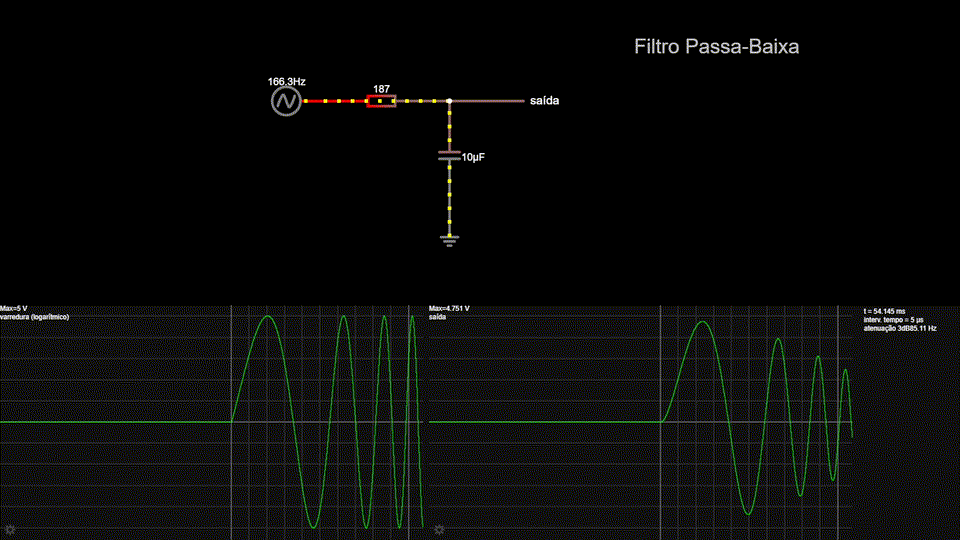 Filtro Passa-Baixa
166.3Hz
187
saída
10µF
Max=5 V
varredura (logarítmico)
Max=4.751 V
saída
t = 54.145 ms
interv. tempo = 5 µs
atenuação 3dB85.11 Hz